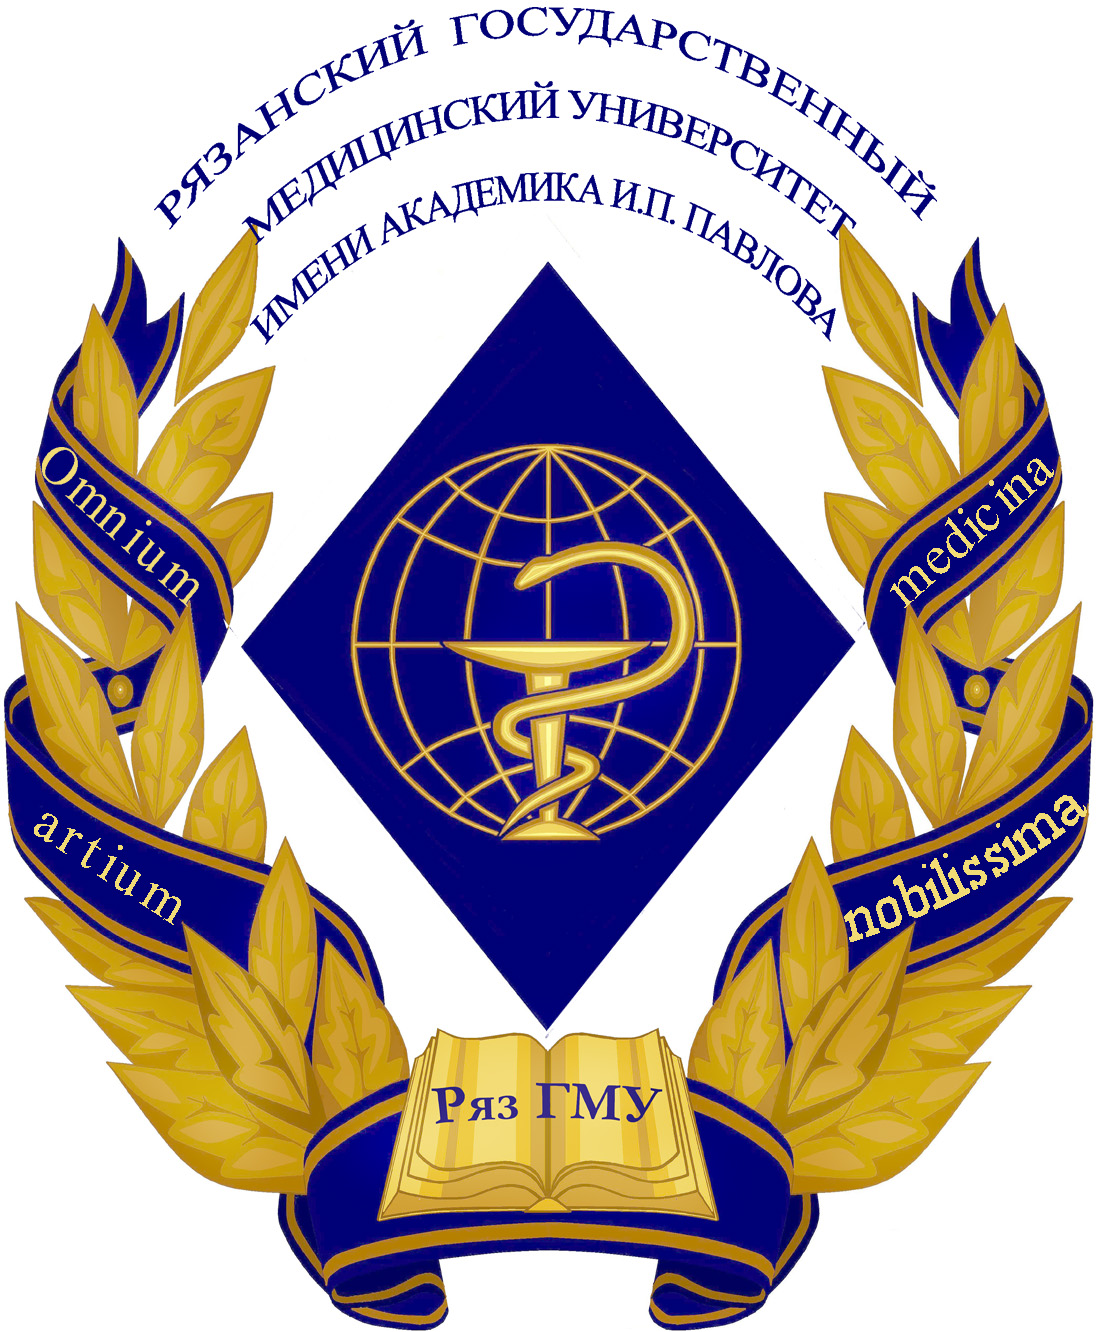 РЯЗАНСКИЙ ГОСУДАРСТВЕННЫЙ
МЕДИЦИНСКИЙ УНИВЕРСИТЕТ
ИМЕНИ АКАДЕМИКА И.П. ПАВЛОВА
Omnium
medicina
artium
nobilissima
Ряз ГМУ